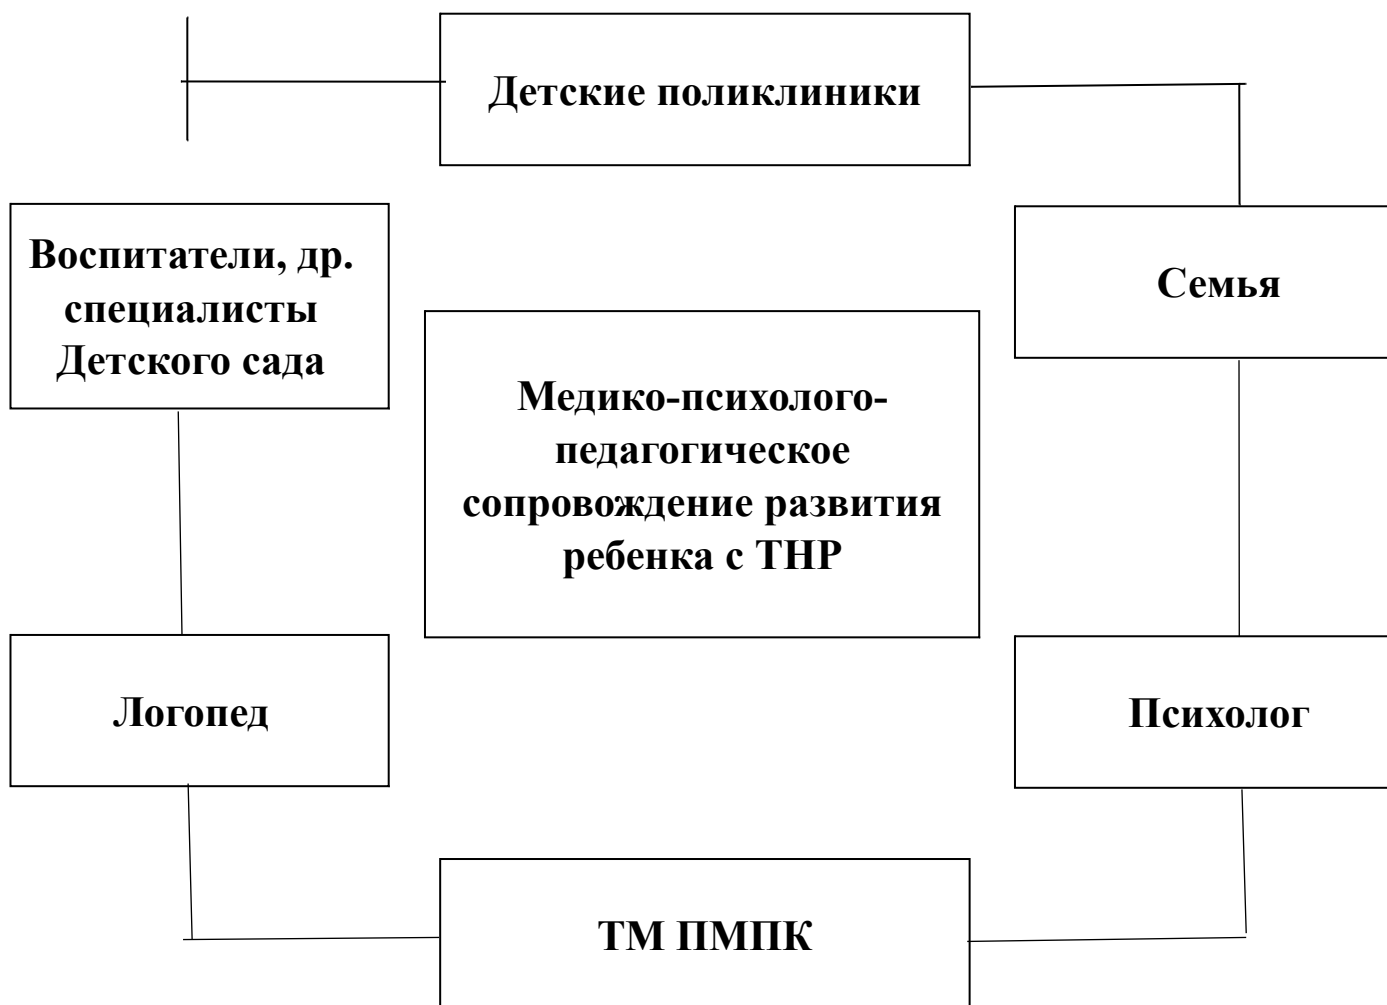 Детские поликлиники
Воспитатели, др.
специалисты
Детского сада
Семья
Медико-психолого-
педагогическое
сопровождение развития
ребенка с ТНР
Логопед
Психолог
ТМ ПМПК